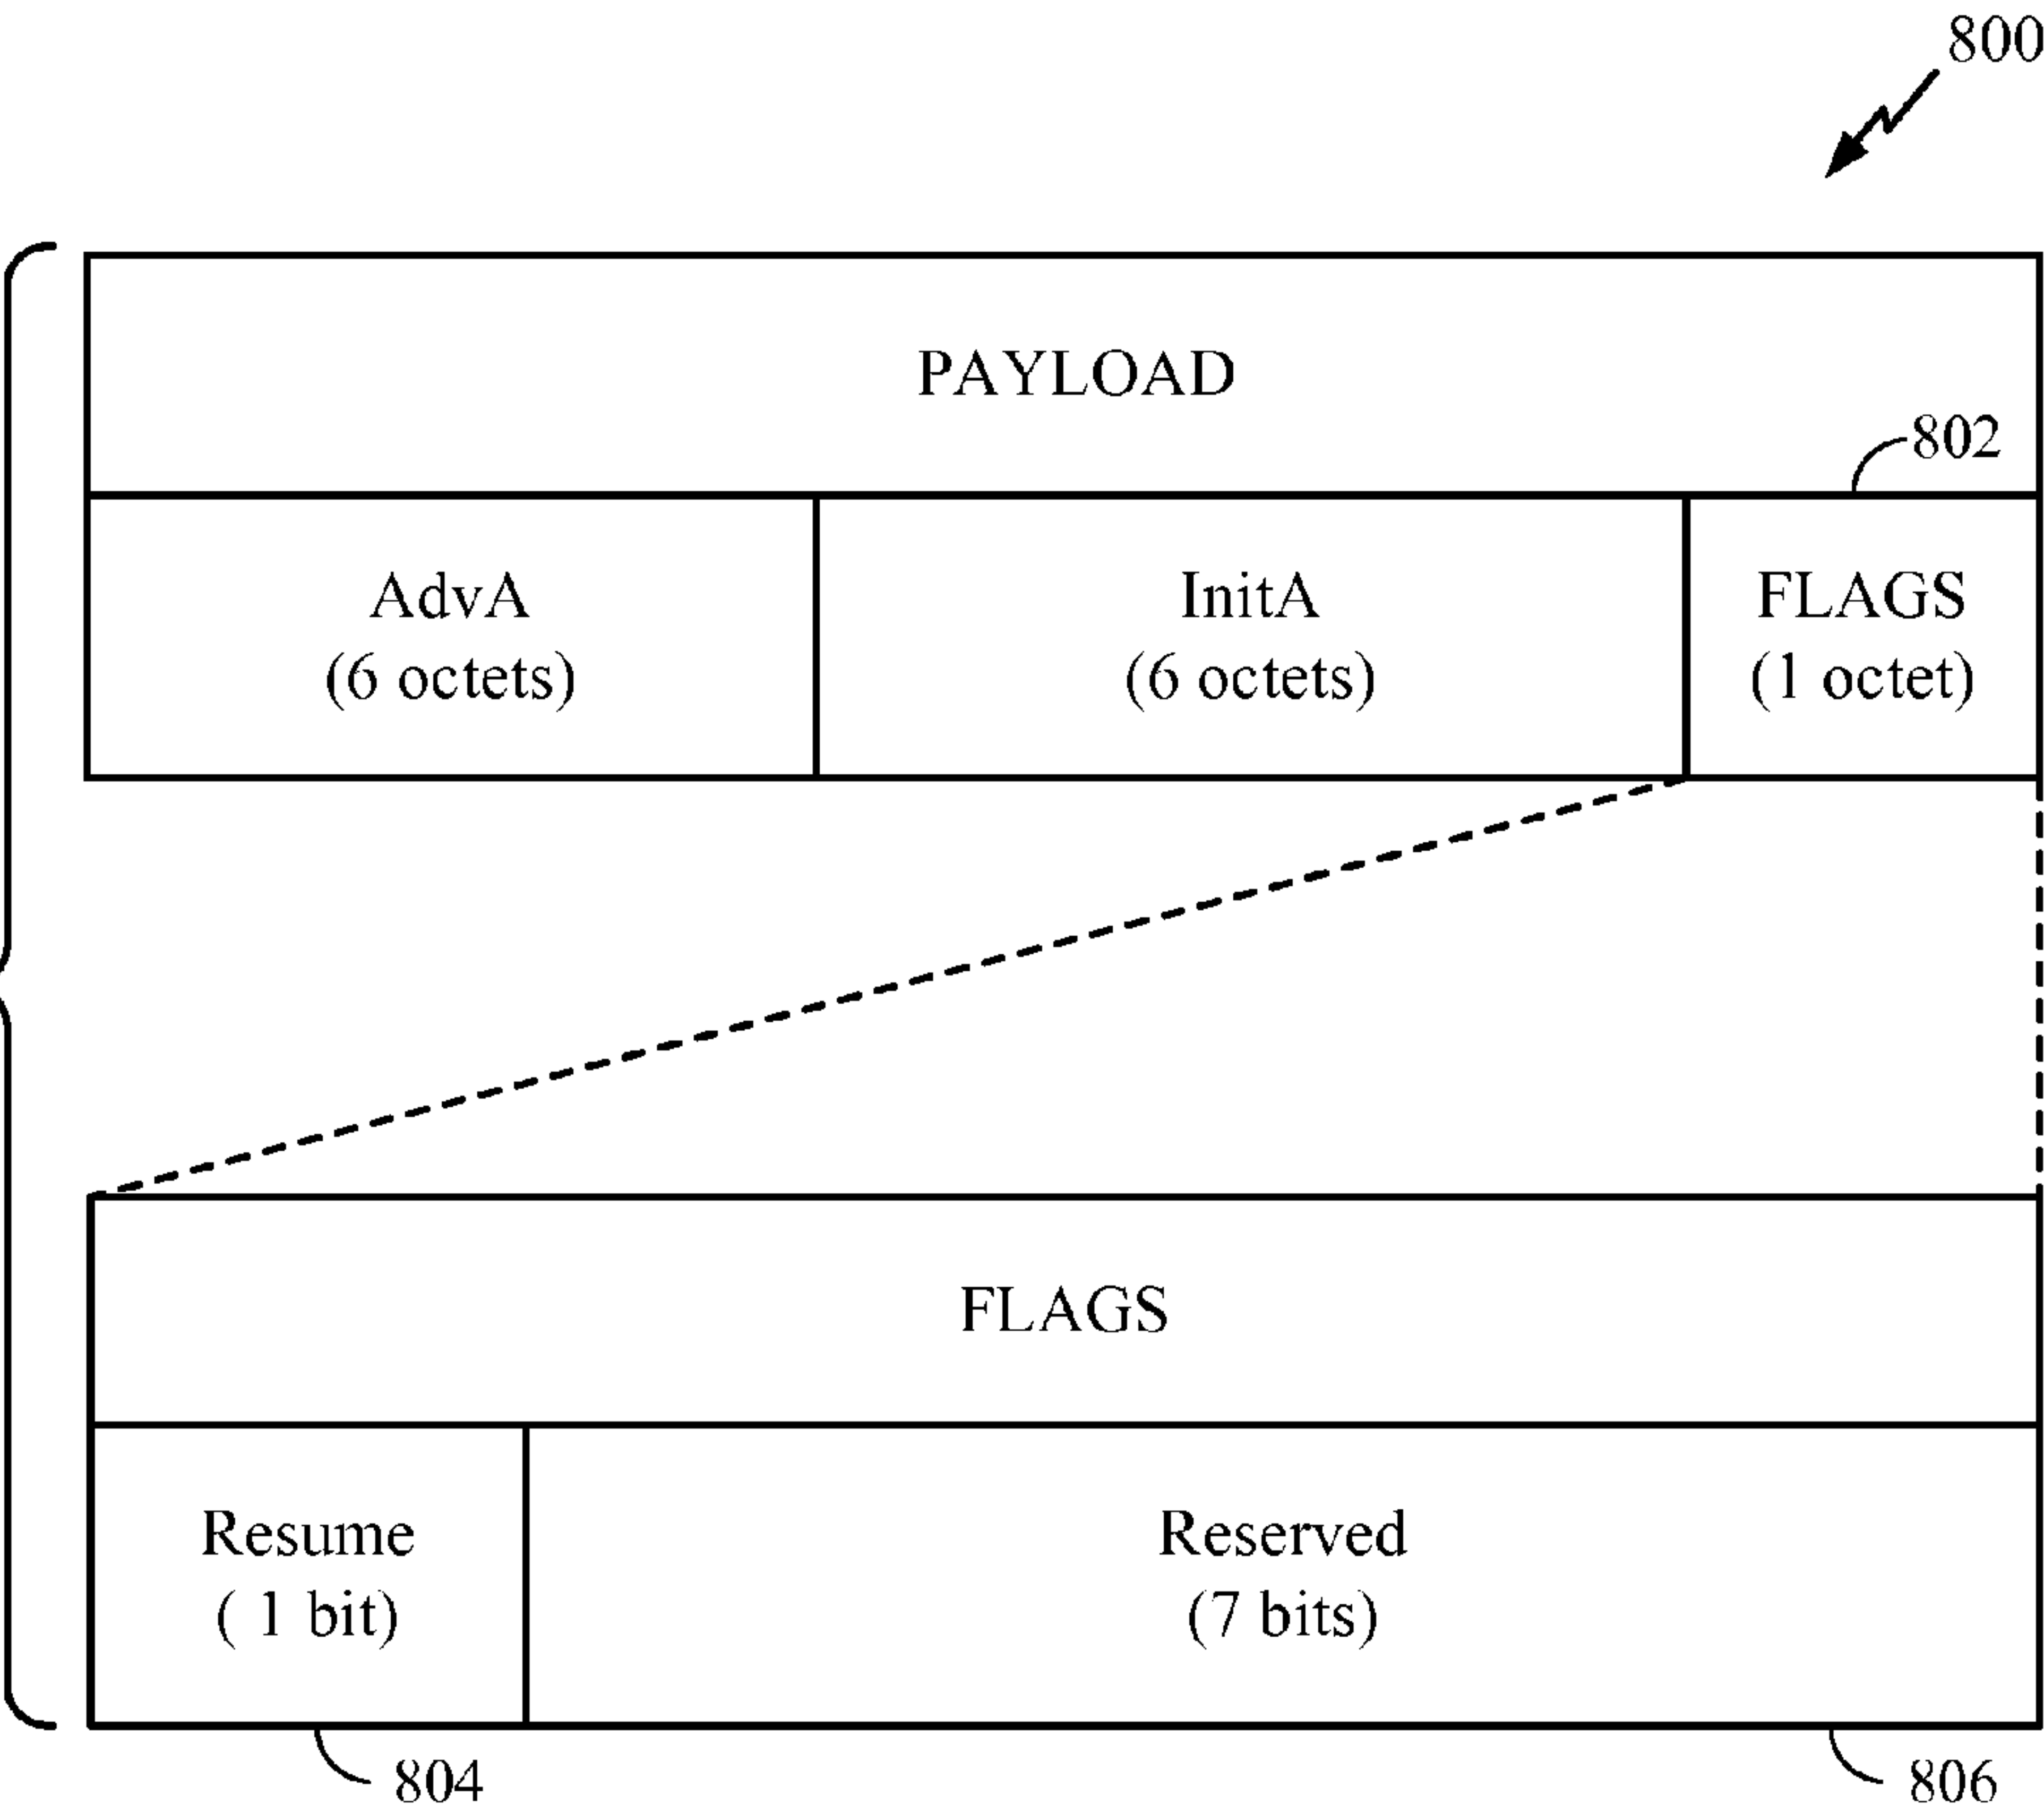 800
PAYLOAD
802
AdvA
(6 octets)
InitA
(6 octets)
FLAGS
(1 octet)
FLAGS
Resume
( 1 bit)
Reserved
(7 bits)
804
806